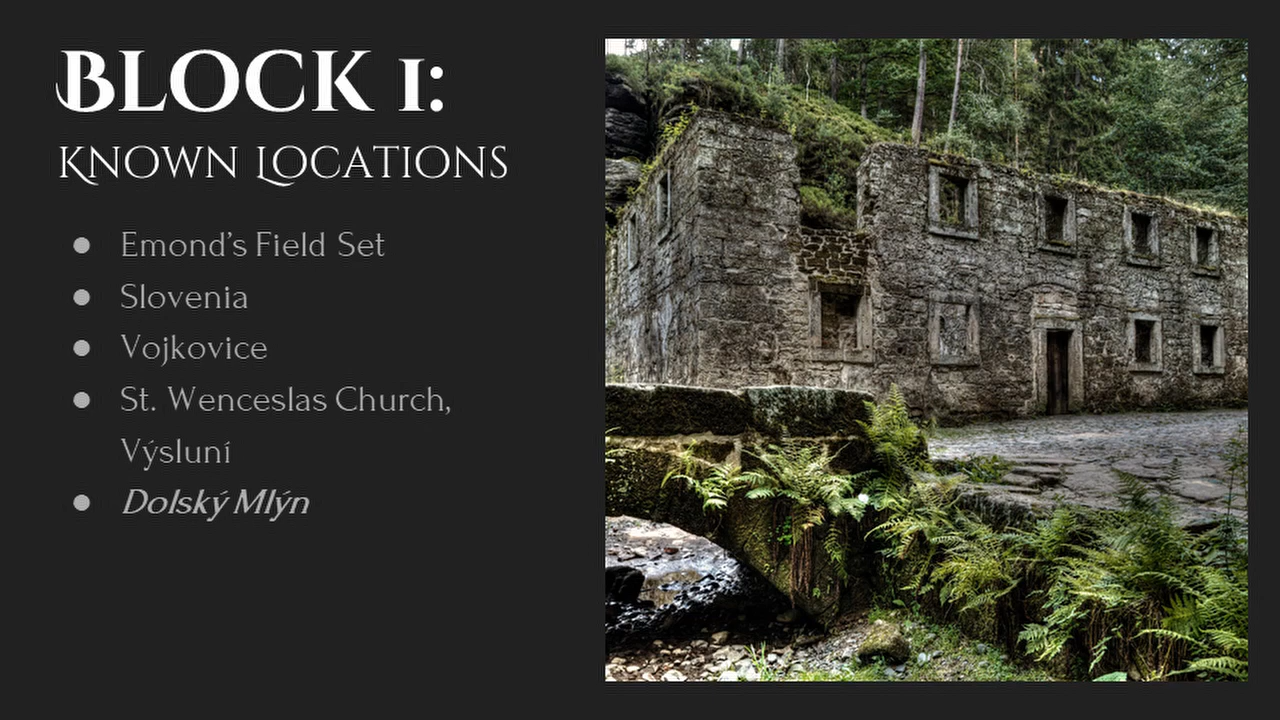 Block 1:
Known Locations
● Emond’s Field Set
● Slovenia
● Vojkovice
● St. Wenceslas Church,
Výsluní
● Dolský Mlýn